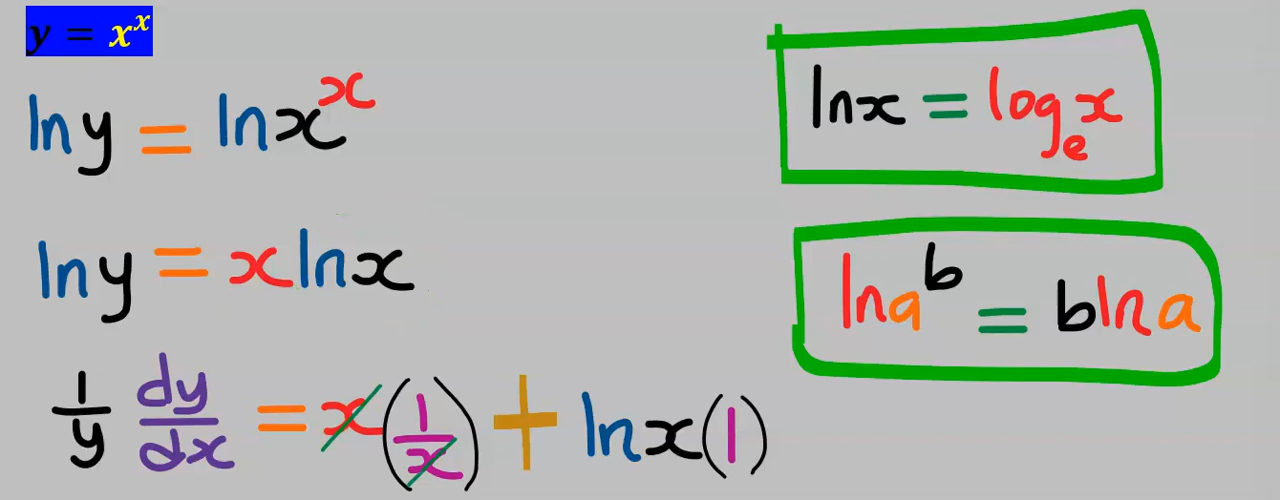 y = x^x
ln y = ln x^x
ln y = x ln x
1/y dy/dx = x(1/x) + ln x(1)
ln x = log_e x
ln a^b = b ln a